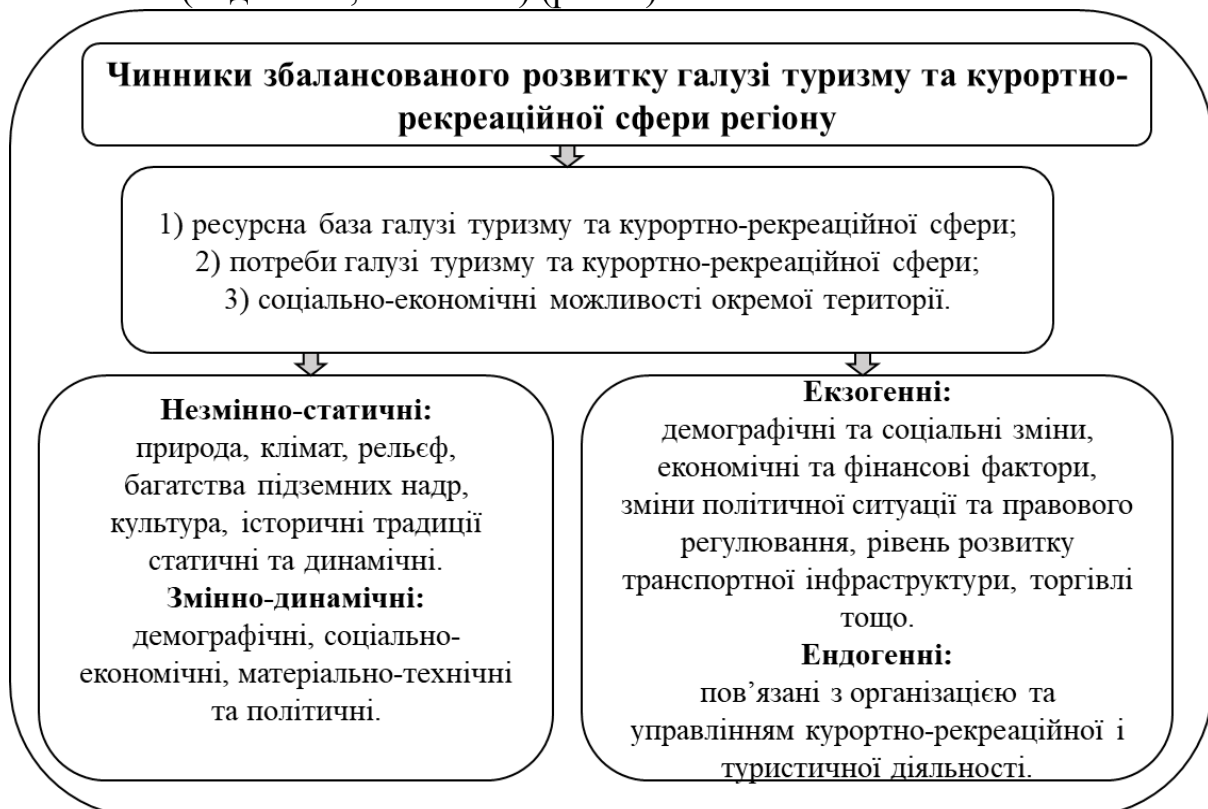 Чинники збалансованого розвитку галузі туризму та курортно-
рекреаційної сфери регіону
1) ресурсна база галузі туризму та курортно-рекреаційної сфери;
2) потреби галузі туризму та курортно-рекреаційної сфери;
3) соціально-економічні можливості окремої території.
Незмінно-статичні:
природа, клімат, рельєф,
багатства підземних надр,
культура, історичні традиції
статичні та динамічні.
Змінно-динамічні:
демографічні, соціально-
економічні, матеріально-технічні
та політичні.
Екзогенні:
демографічні та соціальні зміни,
економічні та фінансові фактори,
зміни політичної ситуації та правового
регулювання, рівень розвитку
транспортної інфраструктури, торгівлі
тощо.
Ендогенні:
пов’язані з організацією та
управлінням курортно-рекреаційної і
туристичної діяльності.